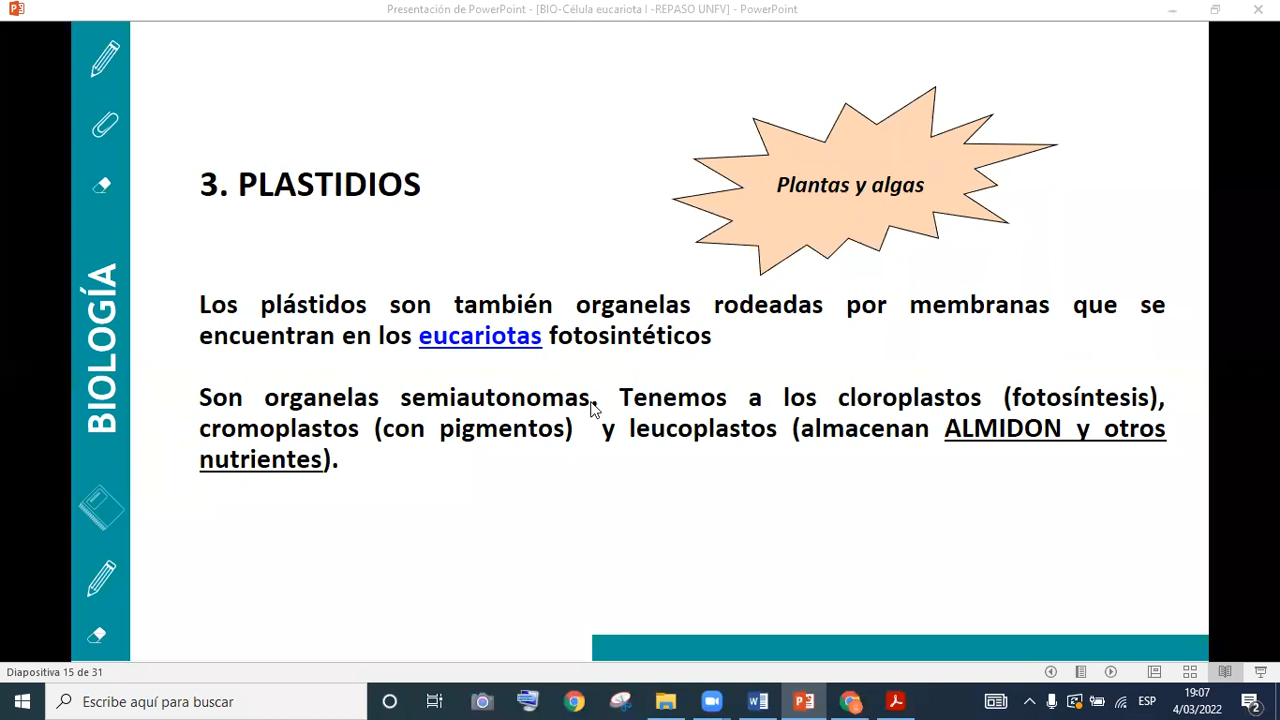 Presentación de PowerPoint - [BIO-Célula eucariota I -REPASO UNFV] - PowerPoint
BIOLOGÍA
3. PLASTIDIOS
Plantas y algas
Los plástidos son también organelas rodeadas por membranas que se
encuentran en los eucariotas fotosintéticos
Son organelas semiautonomas. Tenemos a los cloroplastos (fotosíntesis),
cromoplastos (con pigmentos) y leucoplastos (almacenan ALMIDON y otros
nutrientes).
Diapositiva 15 de 31
Escribe aquí para buscar
ESP
19:07
4/03/2022
2